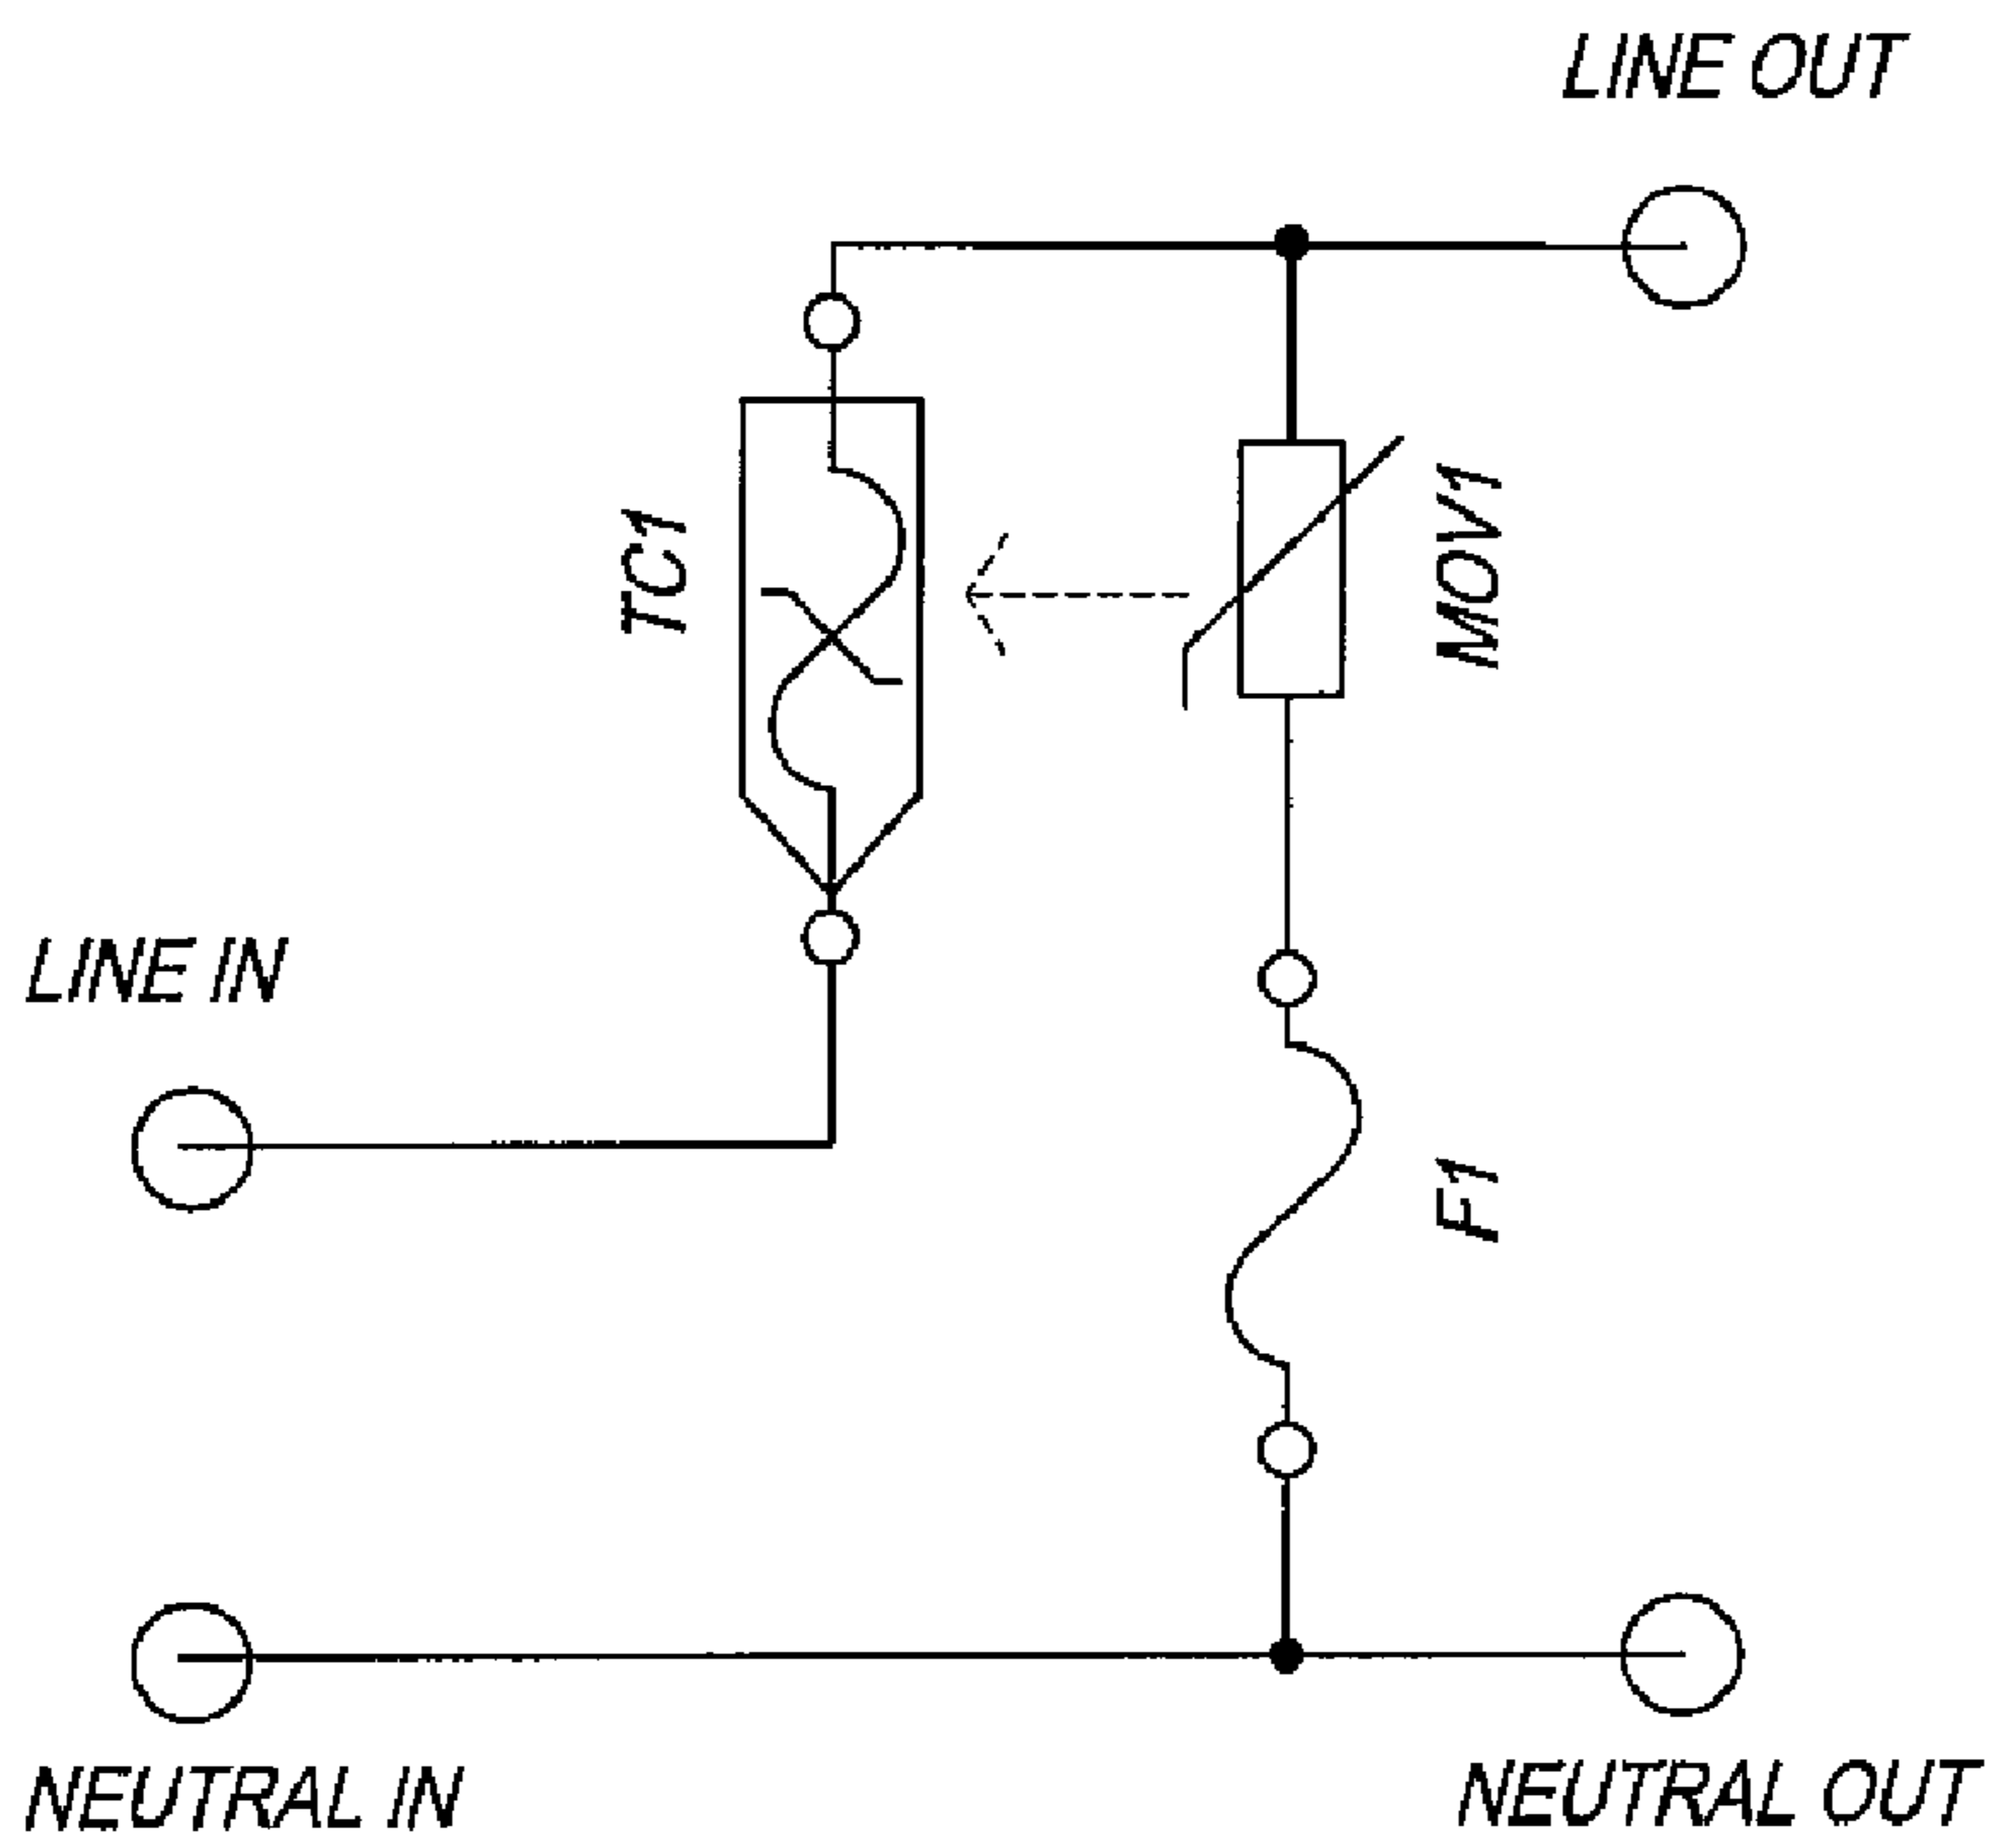 LINE OUT
TC1
MOV1
LINE IN
F1
NEUTRAL IN
NEUTRAL OUT